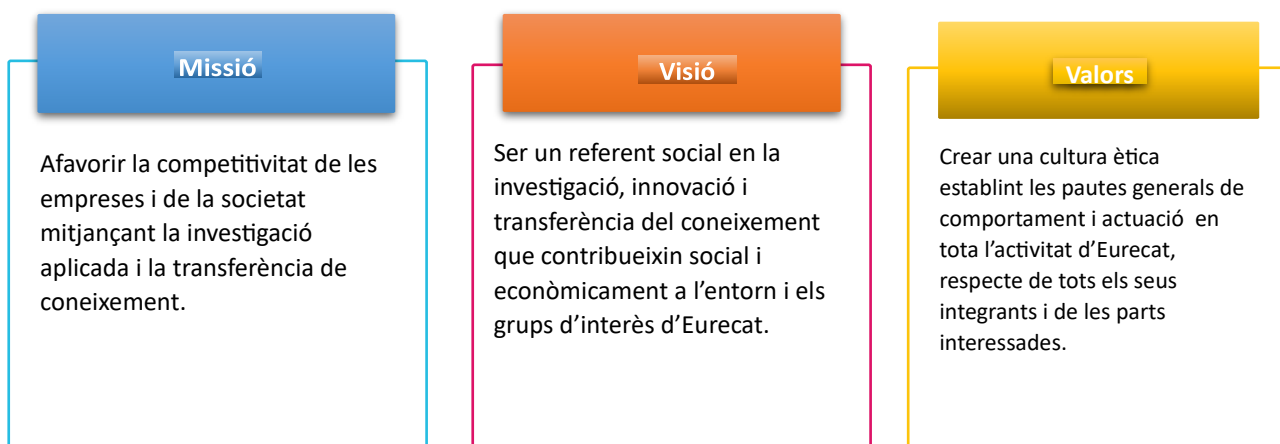 Missió
Afavorir la competitivitat de les
empreses i de la societat
mitjançant la investigació
aplicada i la transferència de
coneixement.
Visió
Ser un referent social en la
investigació, innovació i
transferència del coneixement
que contribueixin social i
econòmicament a l’entorn i els
grups d’interès d’Eurecat.
Valors
Crear una cultura ètica
establint les pautes generals de
comportament i actuació  en
tota l’activitat d’Eurecat,
respecte de tots els seus
integrants i de les parts
interessades.